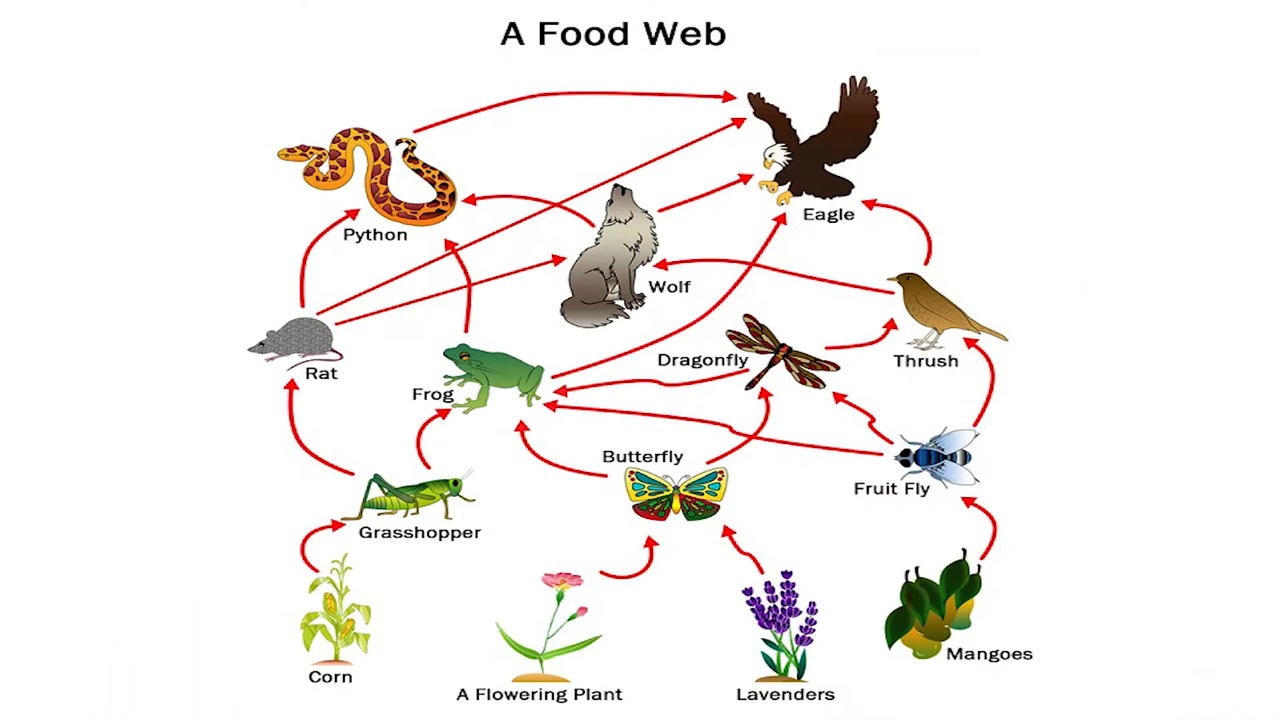 A Food Web
Eagle
Python
Wolf
Thrush
Dragonfly
Rat
Frog
Butterfly
Fruit Fly
Grasshopper
Mangoes
Corn
A Flowering Plant
Lavenders